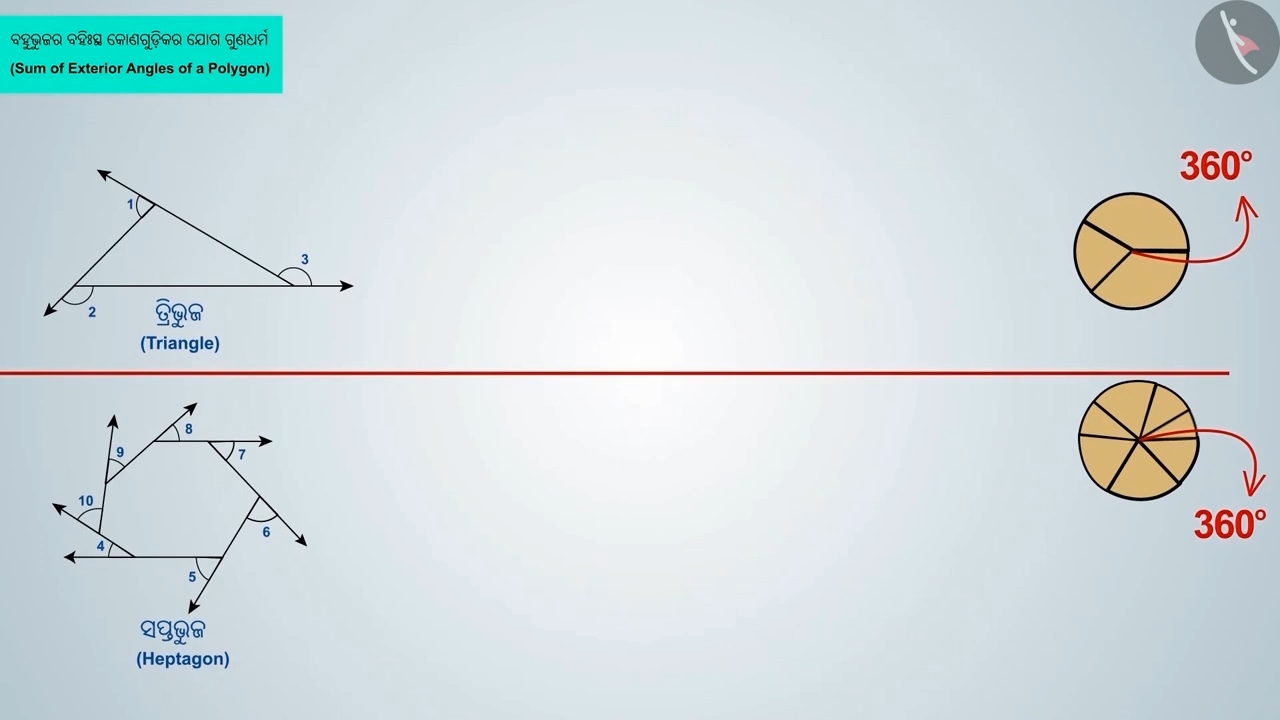 ବହୁଭୁଜର ବହିଃସ୍ଥ କୋଣଗୁଡ଼ିକର ଯୋଗ ଗୁଣଧର୍ମ
(Sum of Exterior Angles of a Polygon)
360°
1
3
2
ତ୍ରିଭୁଜ
(Triangle)
8
9
7
10
6
4
5
360°
ସପ୍ତଭୁଜ
(Heptagon)